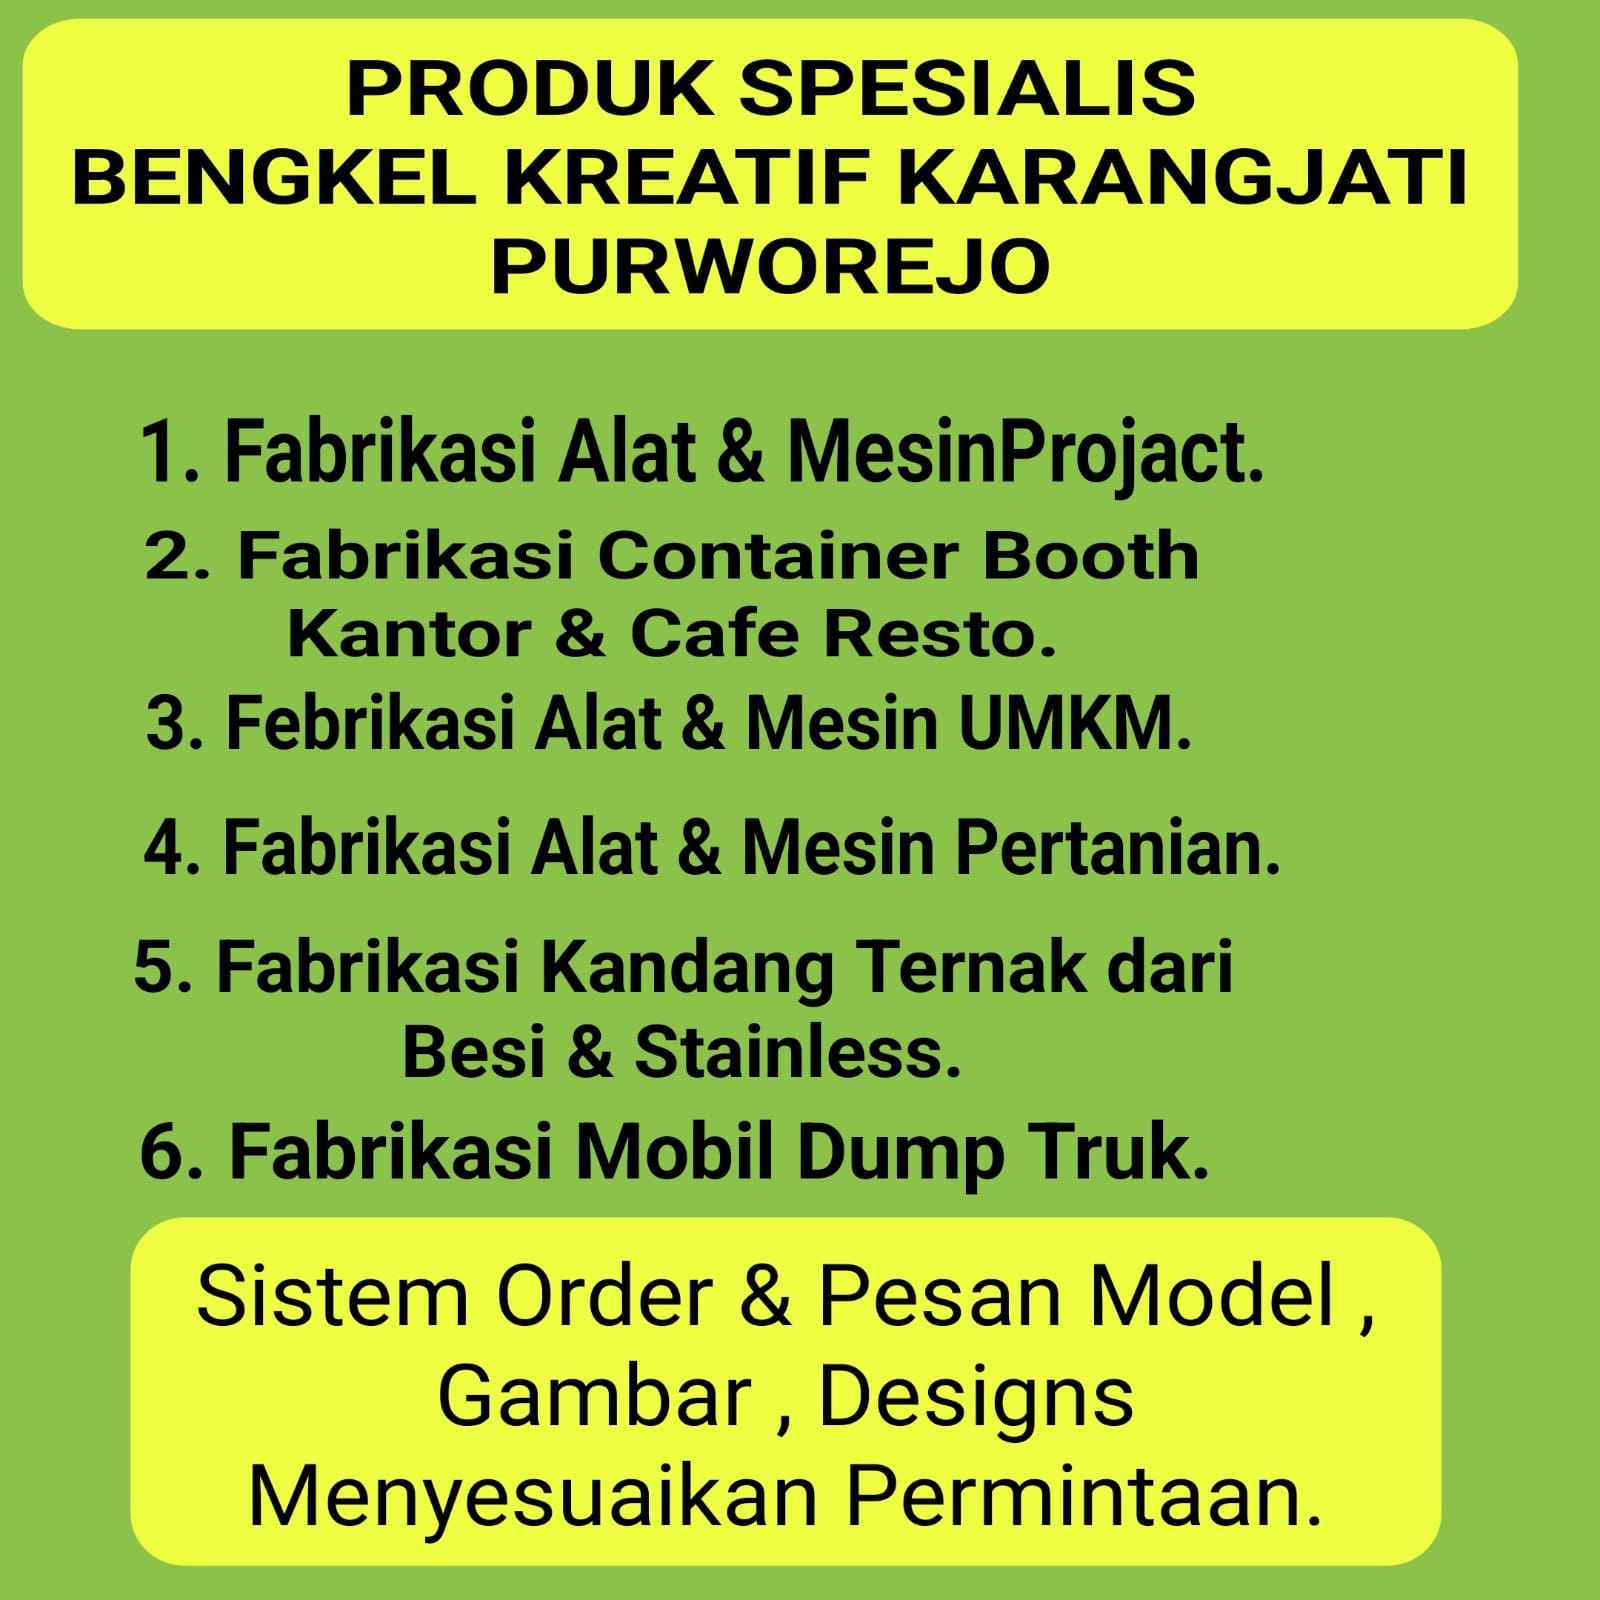 PRODUK SPESIALIS
BENGKEL KREATIF KARANGJATI
PURWOREJO
1. Fabrikasi Alat & MesinProjact.
2. Fabrikasi Container Booth
Kantor & Cafe Resto.
3. Febrikasi Alat & Mesin UMKM.
4. Fabrikasi Alat & Mesin Pertanian.
5. Fabrikasi Kandang Ternak dari
Besi & Stainless.
6. Fabrikasi Mobil Dump Truk.
Sistem Order & Pesan Model ,
Gambar , Designs
Menyesuaikan Permintaan.